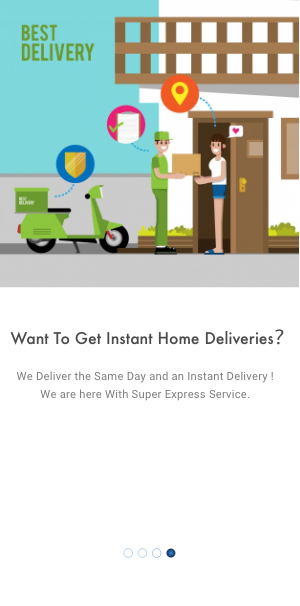 BEST
DELIVERY
BEST
DELIVERY
Want To Get Instant Home Deliveries?
We Deliver the Same Day and an Instant Delivery !
We are here With Super Express Service.